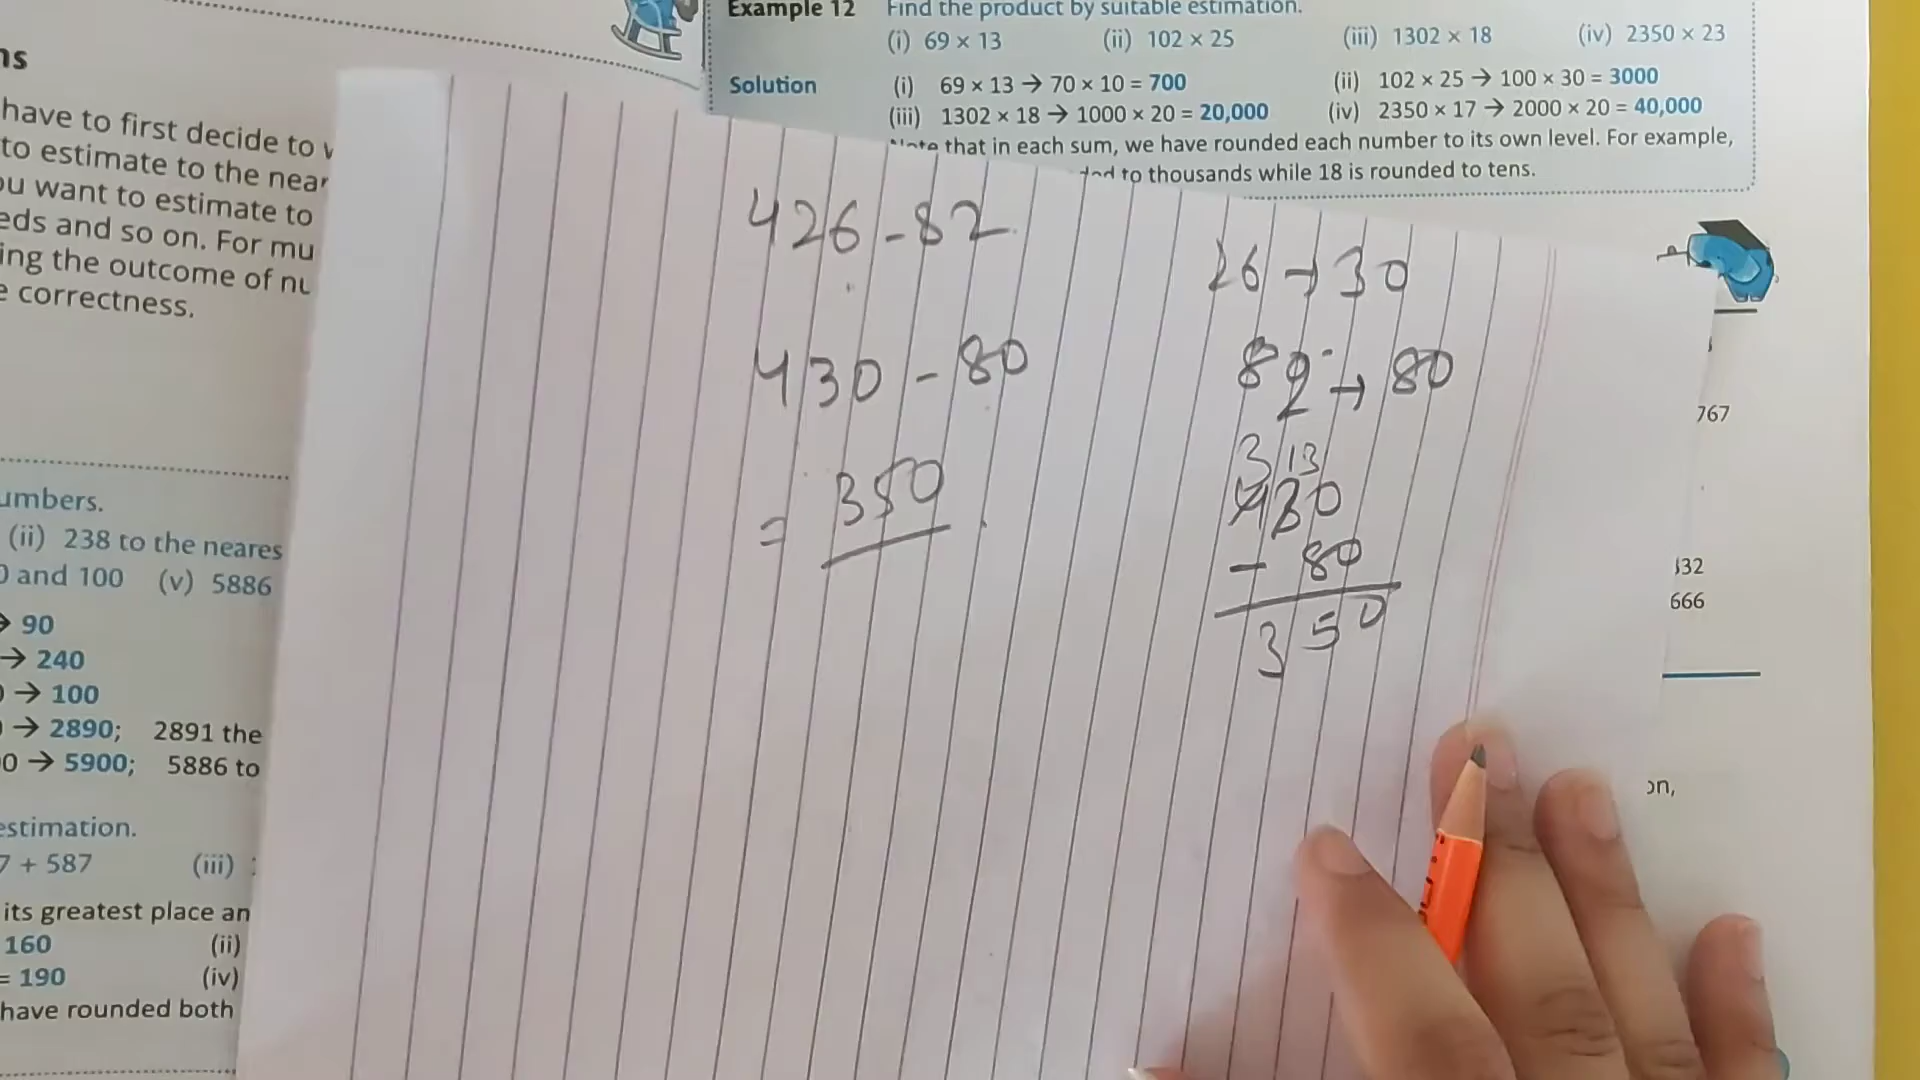 Example 12 Find the product by suitable estimation.
(i) 69 × 13 (ii) 102 × 25 (iii) 1302 × 18 (iv) 2350 × 23
Solution (i) 69 × 13 → 70 × 10 = 700 (ii) 102 × 25 → 100 × 30 = 3000
(iii) 1302 × 18 → 1000 × 20 = 20,000 (iv) 2350 × 17 → 2000 × 20 = 40,000
that in each sum, we have rounded each number to its own level. For example,
to thousands while 18 is rounded to tens.
have to first decide to
to estimate to the near
want to estimate to
eds and so on. For mu
ing the outcome of nu
correctness.
umbers.
(ii) 238 to the neares
0 and 100 (v) 5886
→ 90
→ 240
→ 100
→ 2890; 2891 the
0 → 5900; 5886 to
estimation.
7 + 587 (iii)
its greatest place an
160 (ii)
= 190 (iv)
have rounded both
426 - 82
430 - 80
= 350
26 → 30
82 → 80
3 13
430
- 80
350
767
332
666
on,